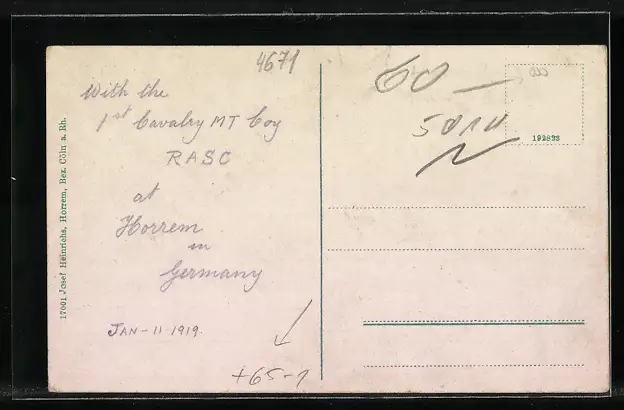 4671
With the
1st Cavalry MT Coy
RASC
at
Horrem
in
Germany
JAN-11-1919.
+65-1
60 —
192833
17001 Josef Heinrichs, Horrem, Bez. Cöln a. Rh.